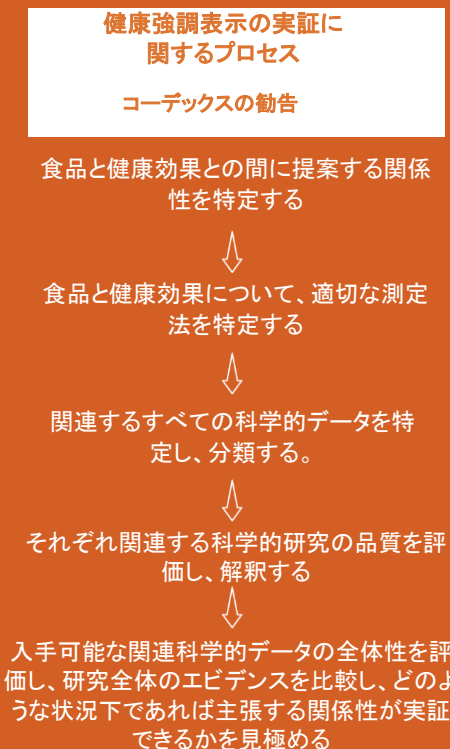 健康強調表示の実証に
関するプロセス
コーデックスの勧告
食品と健康効果との間に提案する関係
性を特定する
食品と健康効果について、適切な測定
法を特定する
関連するすべての科学的データを特
定し、分類する。
それぞれ関連する科学的研究の品質を評
価し、解釈する
入手可能な関連科学的データの全体性を評
価し、研究全体のエビデンスを比較し、どのよ
うな状況下であれば主張する関係性が実証
できるかを見極める